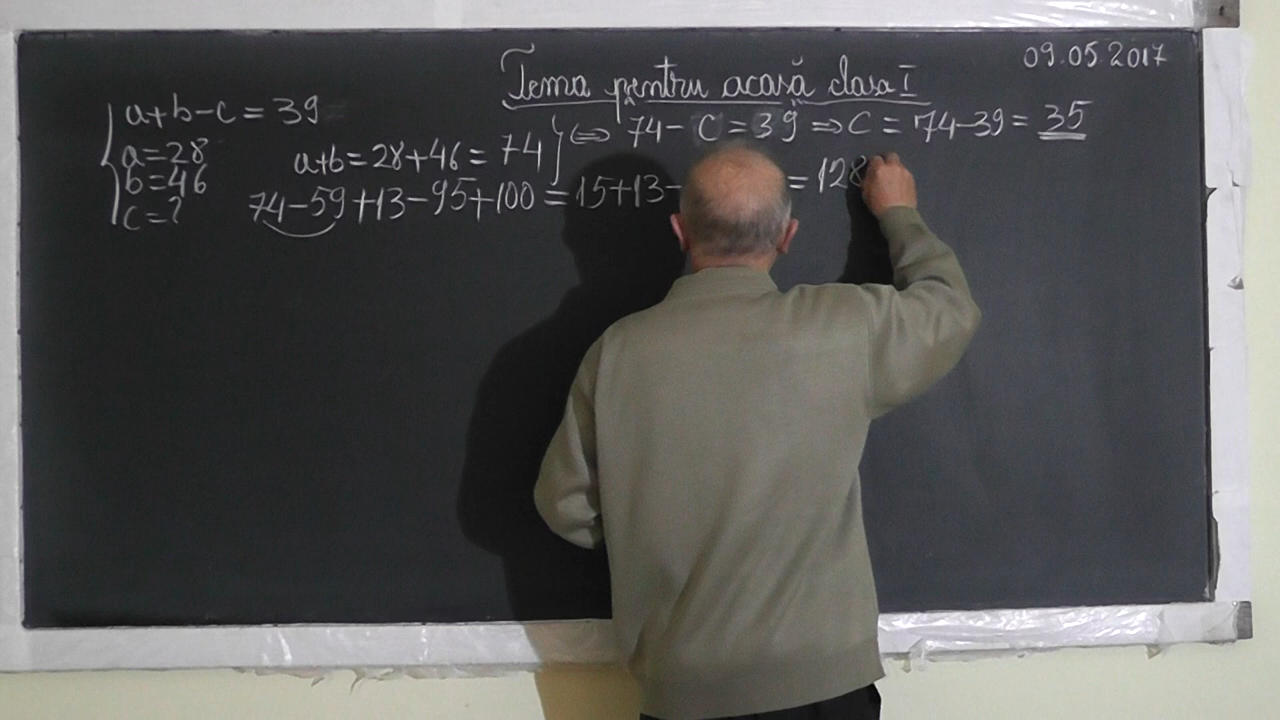 09.05.2017
Tema pentru acasă clasa I
a+b-c=39
a=28
b=46
c=?
a+b=28+46=74
⇔ 74-c=39 ⇒ c=74-39=35
74-59+13-95+100=15+13- =128